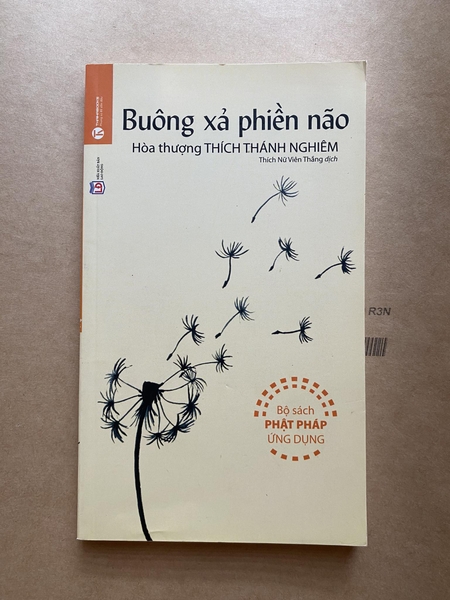 Buông xả phiền não
Hòa thượng THÍCH THÁNH NGHIÊM
Thích Nữ Viên Thắng dịch
Bộ sách
PHẬT PHÁP
ỨNG DỤNG
R3N